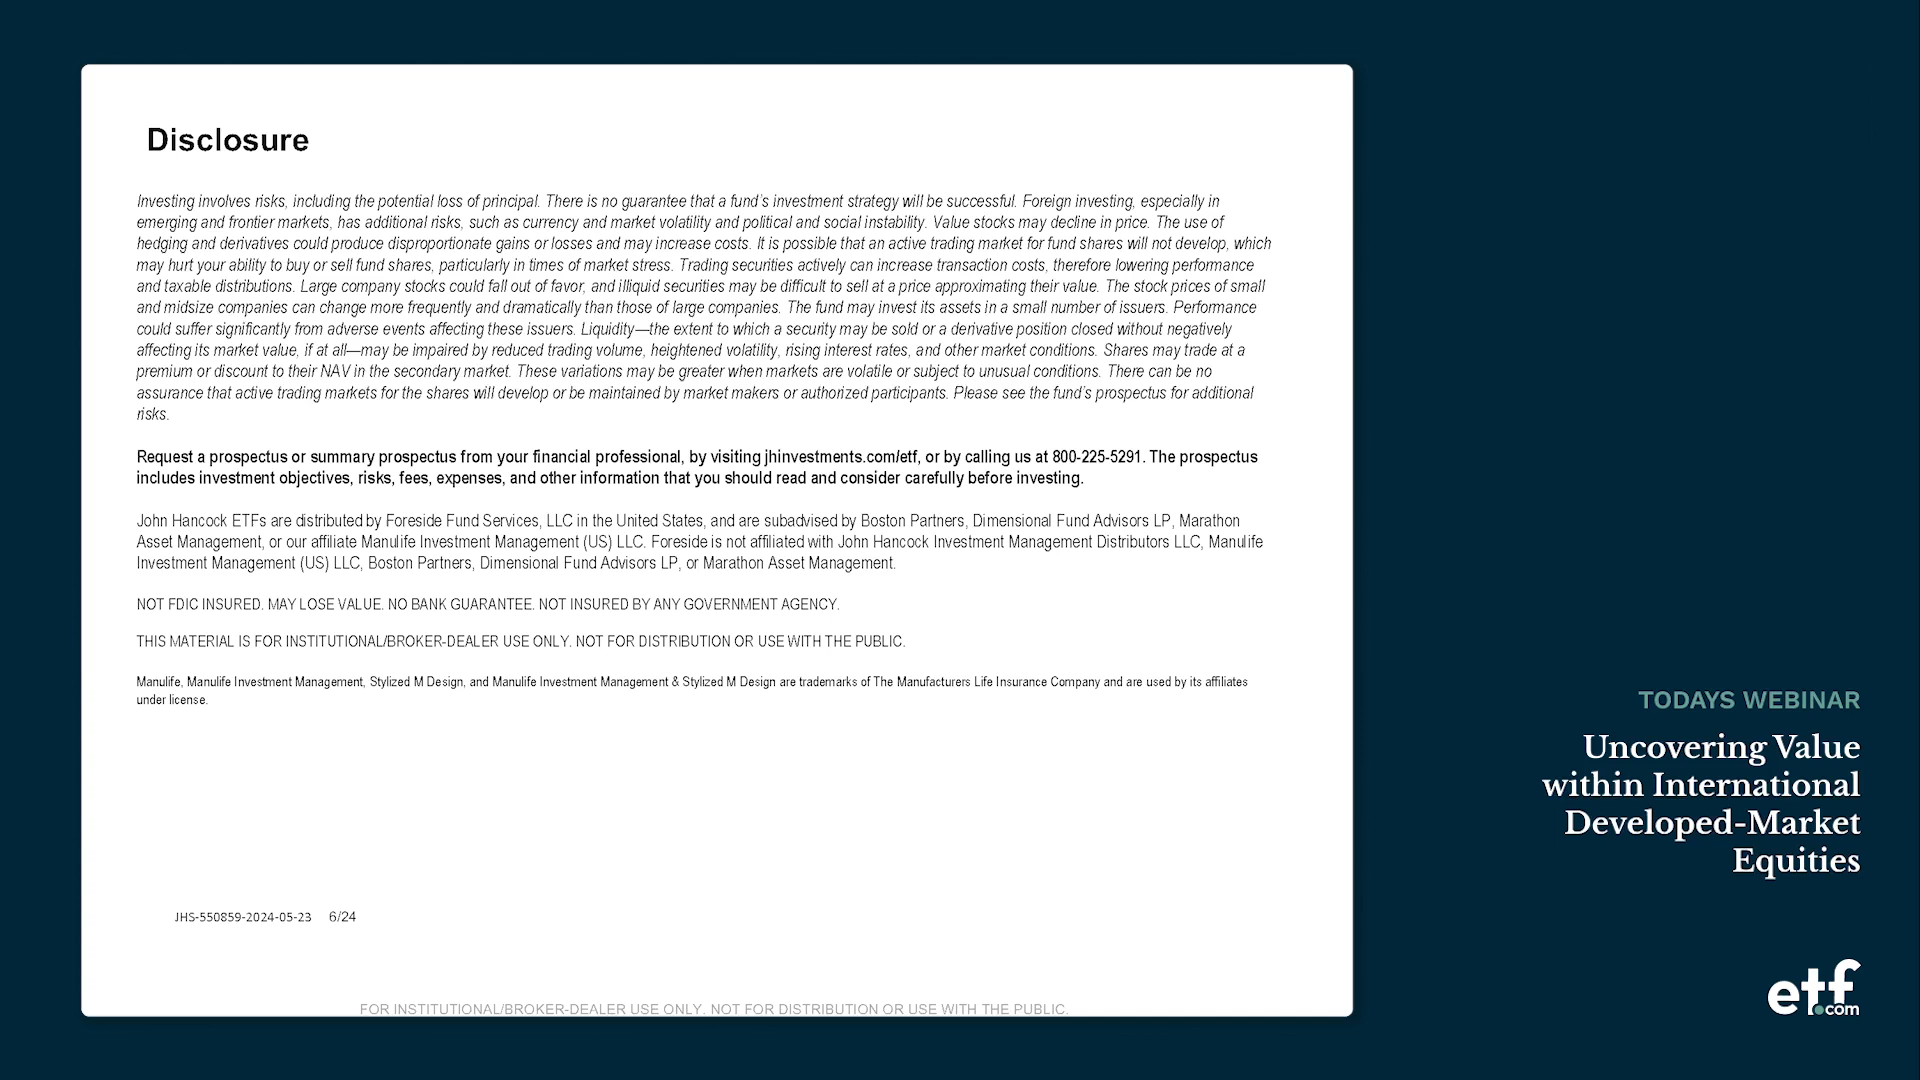 Disclosure
Investing involves risks, including the potential loss of principal. There is no guarantee that a fund's investment strategy will be successful. Foreign investing, especially in
emerging and frontier markets, has additional risks, such as currency and market volatility and political and social instability. Value stocks may decline in price. The use of
hedging and derivatives could produce disproportionate gains or losses and may increase costs. It is possible that an active trading market for fund shares will not develop, which
may hurt your ability to buy or sell fund shares, particularly in times of market stress. Trading securities actively can increase transaction costs, therefore lowering performance
and taxable distributions. Large company stocks could fall out of favor, and illiquid securities may be difficult to sell at a price approximating their value. The stock prices of small
and midsize companies can change more frequently and dramatically than those of large companies. The fund may invest its assets in a small number of issuers. Performance
could suffer significantly from adverse events affecting these issuers. Liquidity—the extent to which a security may be sold or a derivative position closed without negatively
affecting its market value, if at all—may be impaired by reduced trading volume, heightened volatility, rising interest rates, and other market conditions. Shares may trade at a
premium or discount to their NAV in the secondary market. These variations may be greater when markets are volatile or subject to unusual conditions. There can be no
assurance that active trading markets for the shares will develop or be maintained by market makers or authorized participants. Please see the fund's prospectus for additional
risks.
Request a prospectus or summary prospectus from your financial professional, by visiting jhinvestments.com/etf, or by calling us at 800-225-5291. The prospectus
includes investment objectives, risks, fees, expenses, and other information that you should read and consider carefully before investing.
John Hancock ETFs are distributed by Foreside Fund Services, LLC in the United States, and are subadvised by Boston Partners, Dimensional Fund Advisors LP, Marathon
Asset Management, or our affiliate Manulife Investment Management (US) LLC. Foreside is not affiliated with John Hancock Investment Management Distributors LLC, Manulife
Investment Management (US) LLC, Boston Partners, Dimensional Fund Advisors LP, or Marathon Asset Management.
NOT FDIC INSURED. MAY LOSE VALUE. NO BANK GUARANTEE. NOT INSURED BY ANY GOVERNMENT AGENCY.
THIS MATERIAL IS FOR INSTITUTIONAL/BROKER-DEALER USE ONLY. NOT FOR DISTRIBUTION OR USE WITH THE PUBLIC.
Manulife, Manulife Investment Management, Stylized M Design, and Manulife Investment Management & Stylized M Design are trademarks of The Manufacturers Life Insurance Company and are used by its affiliates
under license.
JHS-550859-2024-05-23 6/24
FOR INSTITUTIONAL/BROKER-DEALER USE ONLY. NOT FOR DISTRIBUTION OR USE WITH THE PUBLIC.
TODAYS WEBINAR
Uncovering Value
within International
Developed-Market
Equities
etf
.com